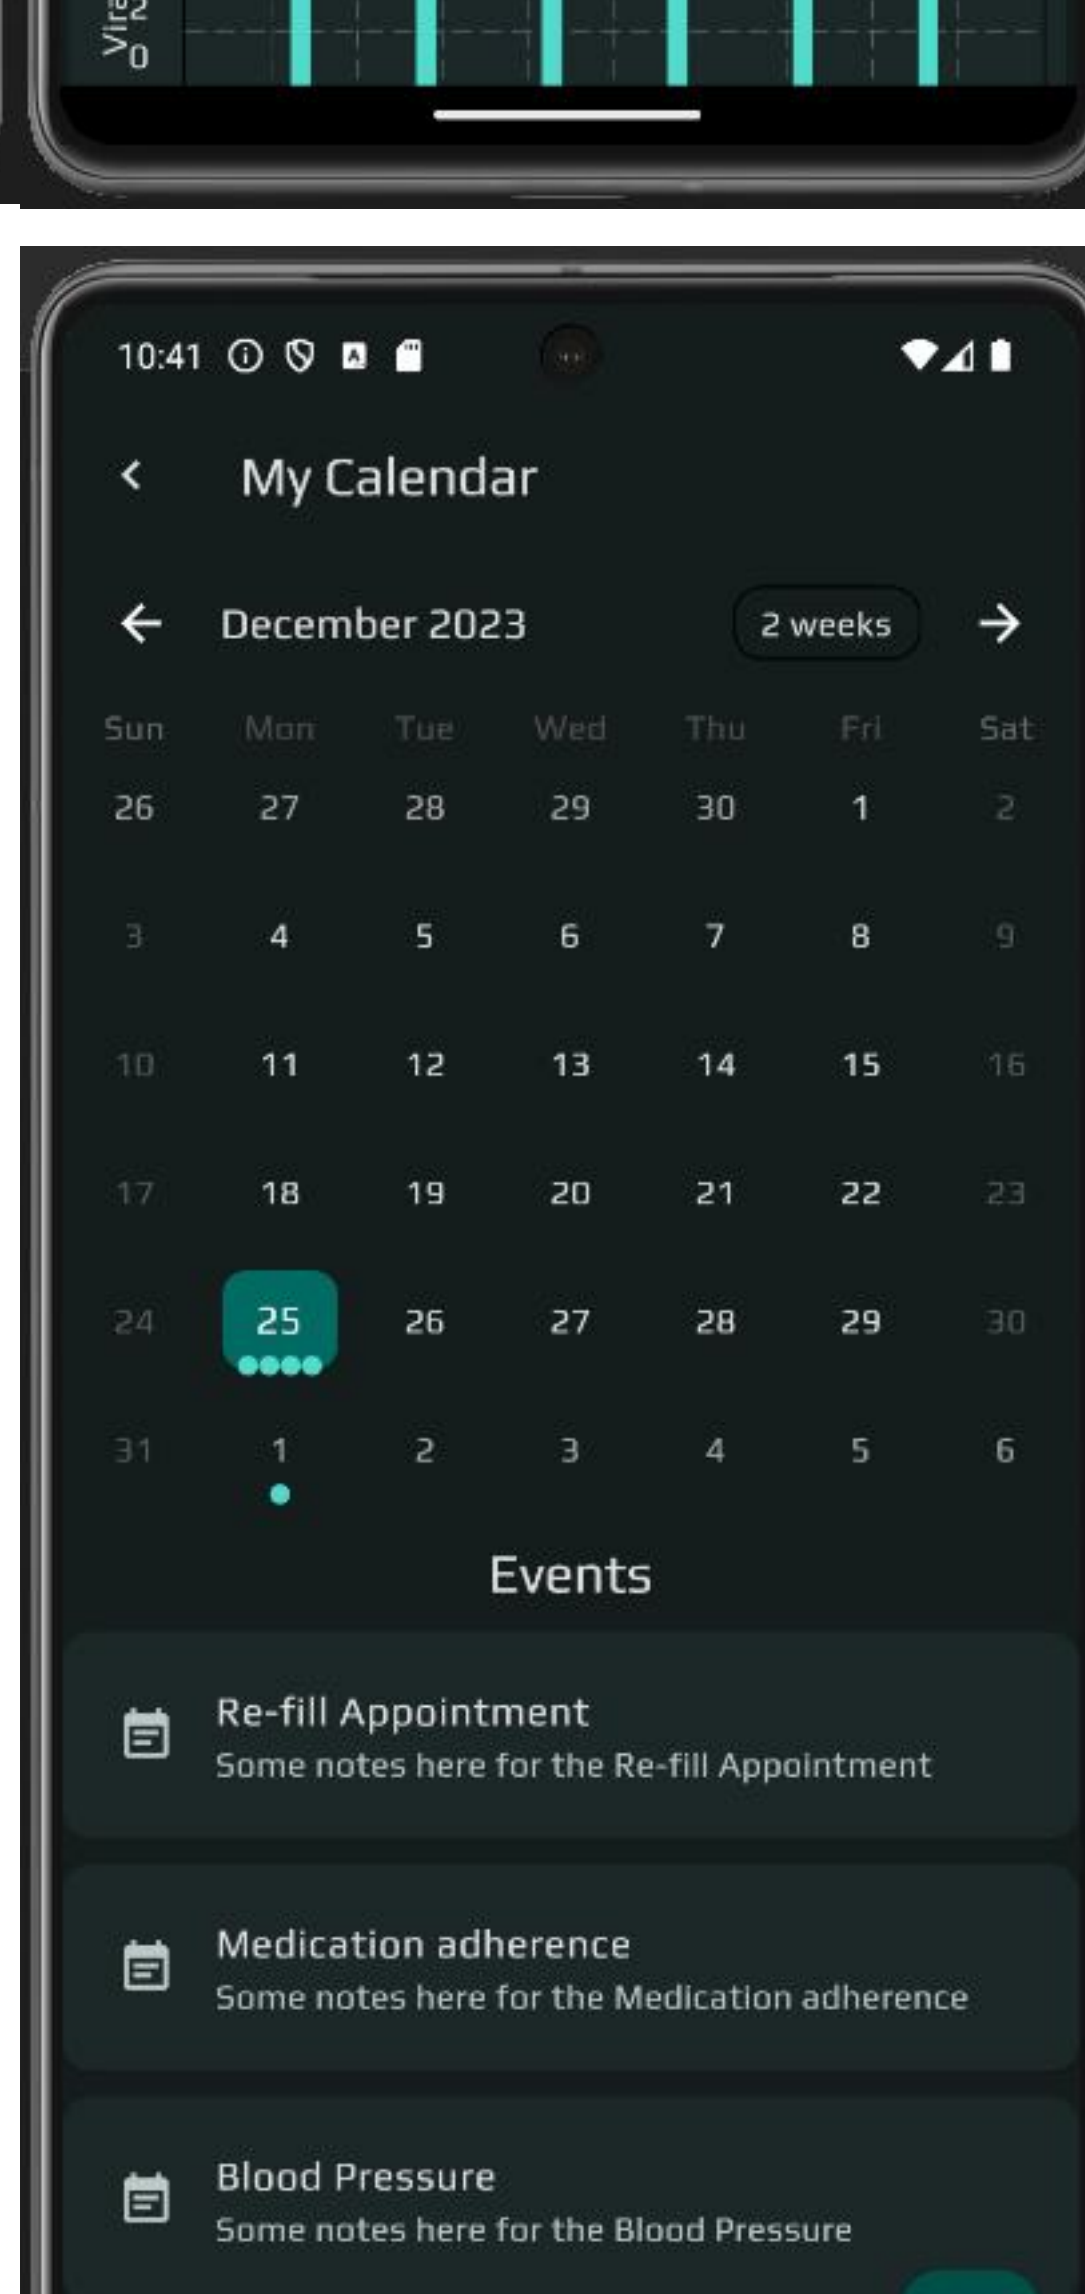 2
0
10:41
My Calendar
December 2023 2 weeks
Sun Mon Tue Wed Thu Fri Sat
26 27 28 29 30 1 2
3 4 5 6 7 8 9
10 11 12 13 14 15 16
17 18 19 20 21 22 23
24 25 26 27 28 29 30
31 1 2 3 4 5 6
Events
Re-fill Appointment
Some notes here for the Re-fill Appointment
Medication adherence
Some notes here for the Medication adherence
Blood Pressure
Some notes here for the Blood Pressure